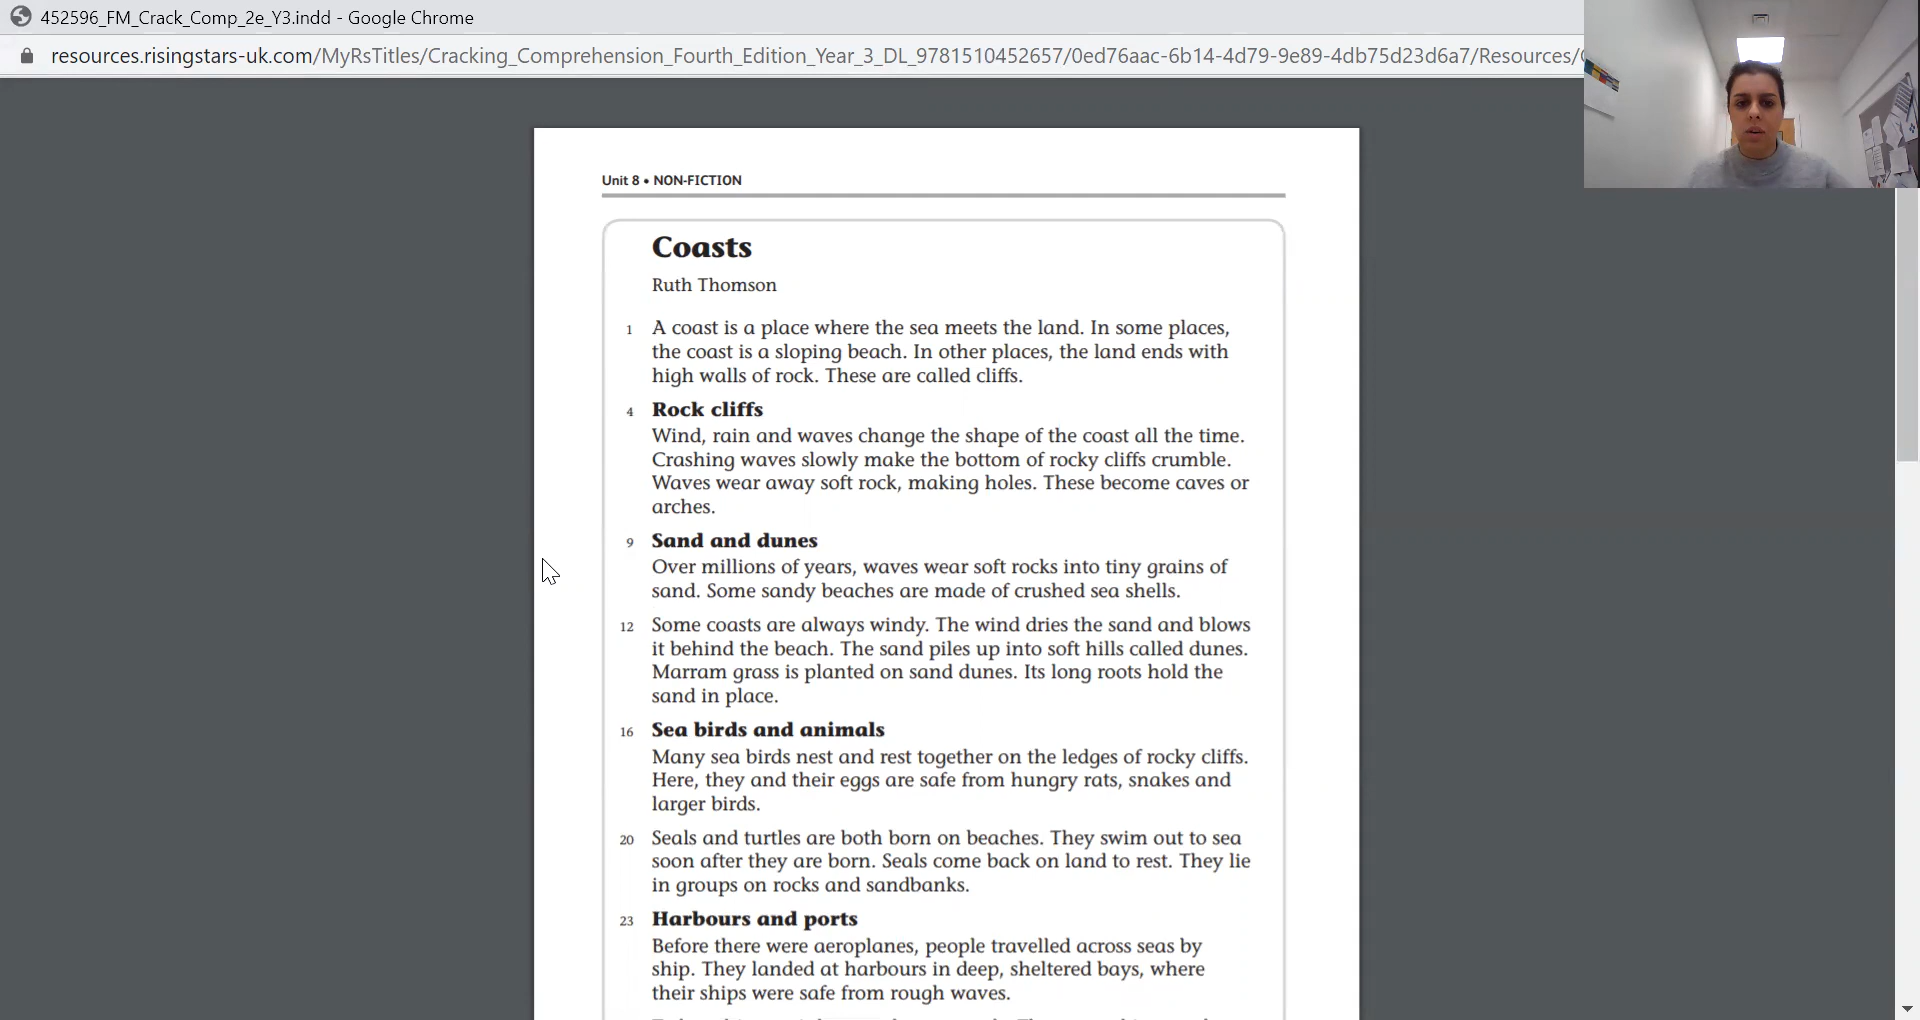 452596_FM_Crack_Comp_2e_Y3.indd - Google Chrome
resources.risingstars-uk.com/MyRsTitles/Cracking_Comprehension_Fourth_Edition_Year_3_DL_9781510452657/0ed76aac-6b14-4d79-9e89-4db75d23d6a7/Resources/
Unit 8 • NON-FICTION
Coasts
Ruth Thomson
1 A coast is a place where the sea meets the land. In some places,
the coast is a sloping beach. In other places, the land ends with
high walls of rock. These are called cliffs.
4 Rock cliffs
Wind, rain and waves change the shape of the coast all the time.
Crashing waves slowly make the bottom of rocky cliffs crumble.
Waves wear away soft rock, making holes. These become caves or
arches.
9 Sand and dunes
Over millions of years, waves wear soft rocks into tiny grains of
sand. Some sandy beaches are made of crushed sea shells.
12 Some coasts are always windy. The wind dries the sand and blows
it behind the beach. The sand piles up into soft hills called dunes.
Marram grass is planted on sand dunes. Its long roots hold the
sand in place.
16 Sea birds and animals
Many sea birds nest and rest together on the ledges of rocky cliffs.
Here, they and their eggs are safe from hungry rats, snakes and
larger birds.
20 Seals and turtles are both born on beaches. They swim out to sea
soon after they are born. Seals come back on land to rest. They lie
in groups on rocks and sandbanks.
23 Harbours and ports
Before there were aeroplanes, people travelled across seas by
ship. They landed at harbours in deep, sheltered bays, where
their ships were safe from rough waves.